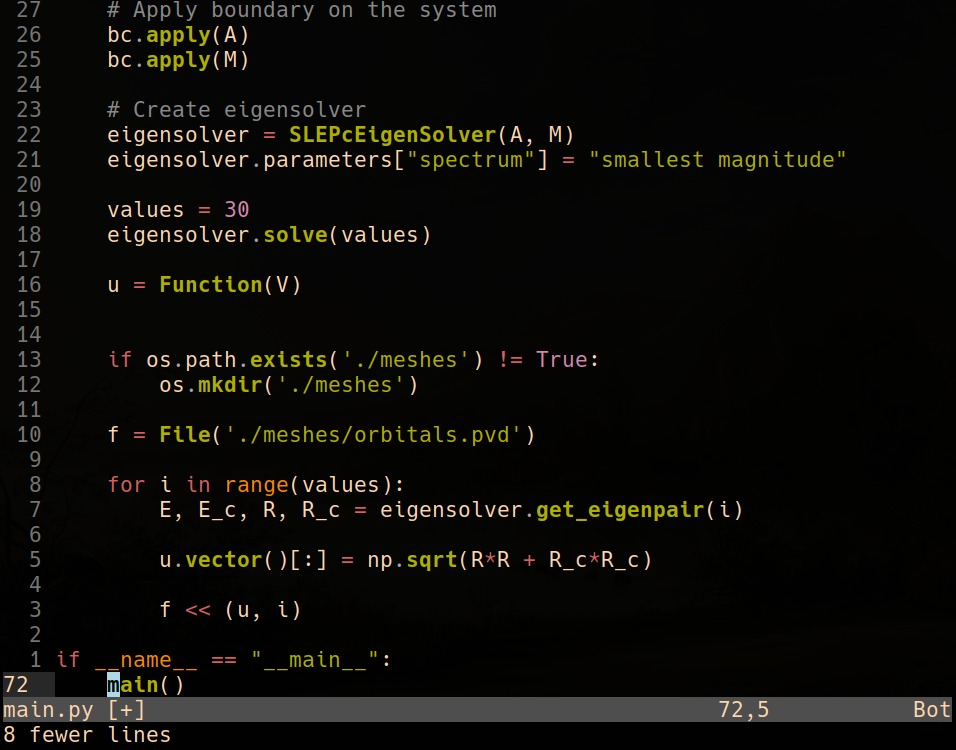 27     # Apply boundary on the system
26     bc.apply(A)
25     bc.apply(M)
24
23     # Create eigensolver
22     eigensolver = SLEPcEigenSolver(A, M)
21     eigensolver.parameters["spectrum"] = "smallest magnitude"
20
19     values = 30
18     eigensolver.solve(values)
17
16     u = Function(V)
15
14
13     if os.path.exists('./meshes') != True:
12         os.mkdir('./meshes')
11
10     f = File('./meshes/orbitals.pvd')
9
8     for i in range(values):
7         E, E_c, R, R_c = eigensolver.get_eigenpair(i)
6
5         u.vector()[:] = np.sqrt(R*R + R_c*R_c)
4
3         f << (u, i)
2
1 if __name__ == "__main__":
72     main()
main.py [+] 72,5 Bot
8 fewer lines